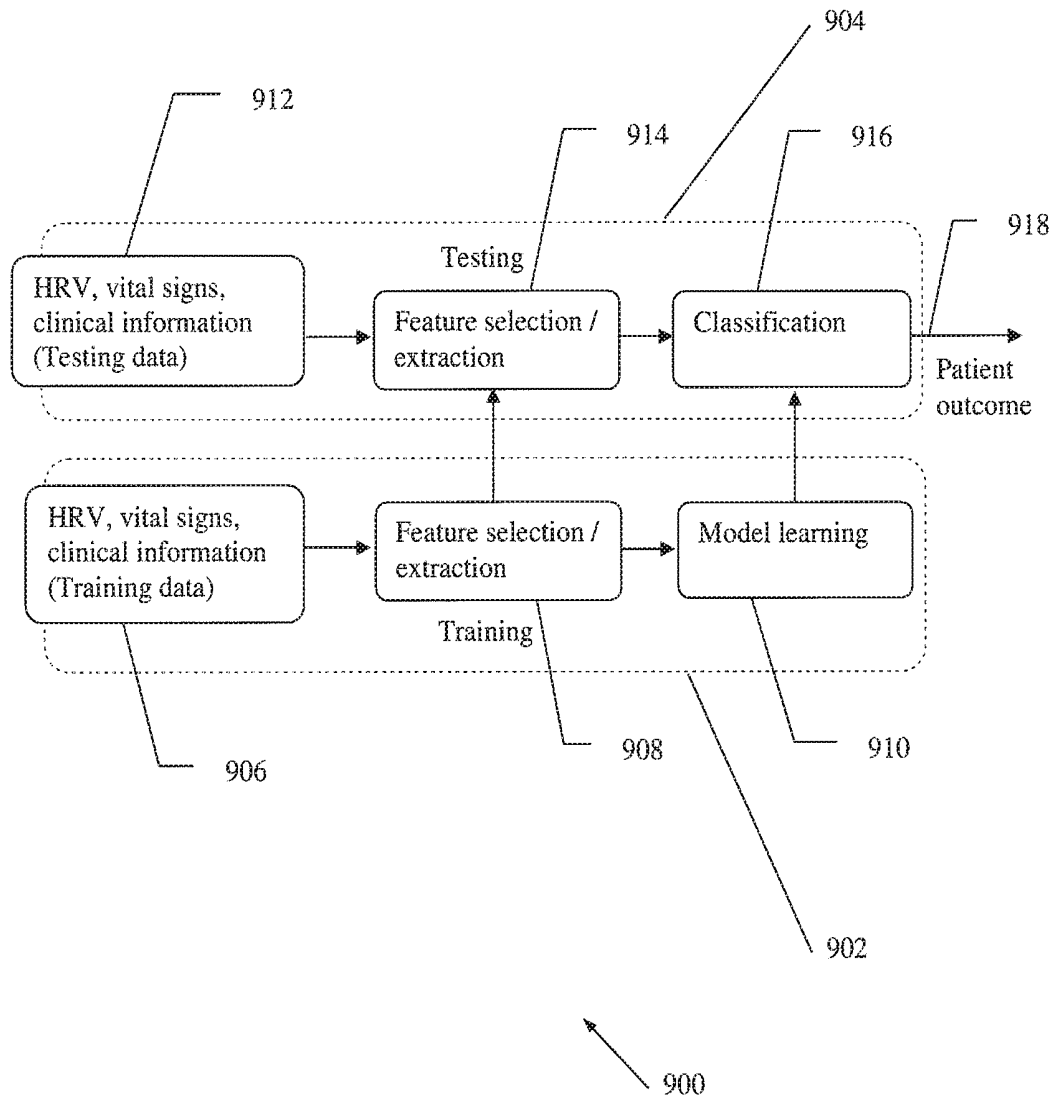 904
912
914
916
918
Testing
HRV, vital signs,
clinical information
(Testing data)
Feature selection /
extraction
Classification
Patient
outcome
HRV, vital signs,
clinical information
(Training data)
Feature selection /
extraction
Model learning
Training
906
908
910
902
900